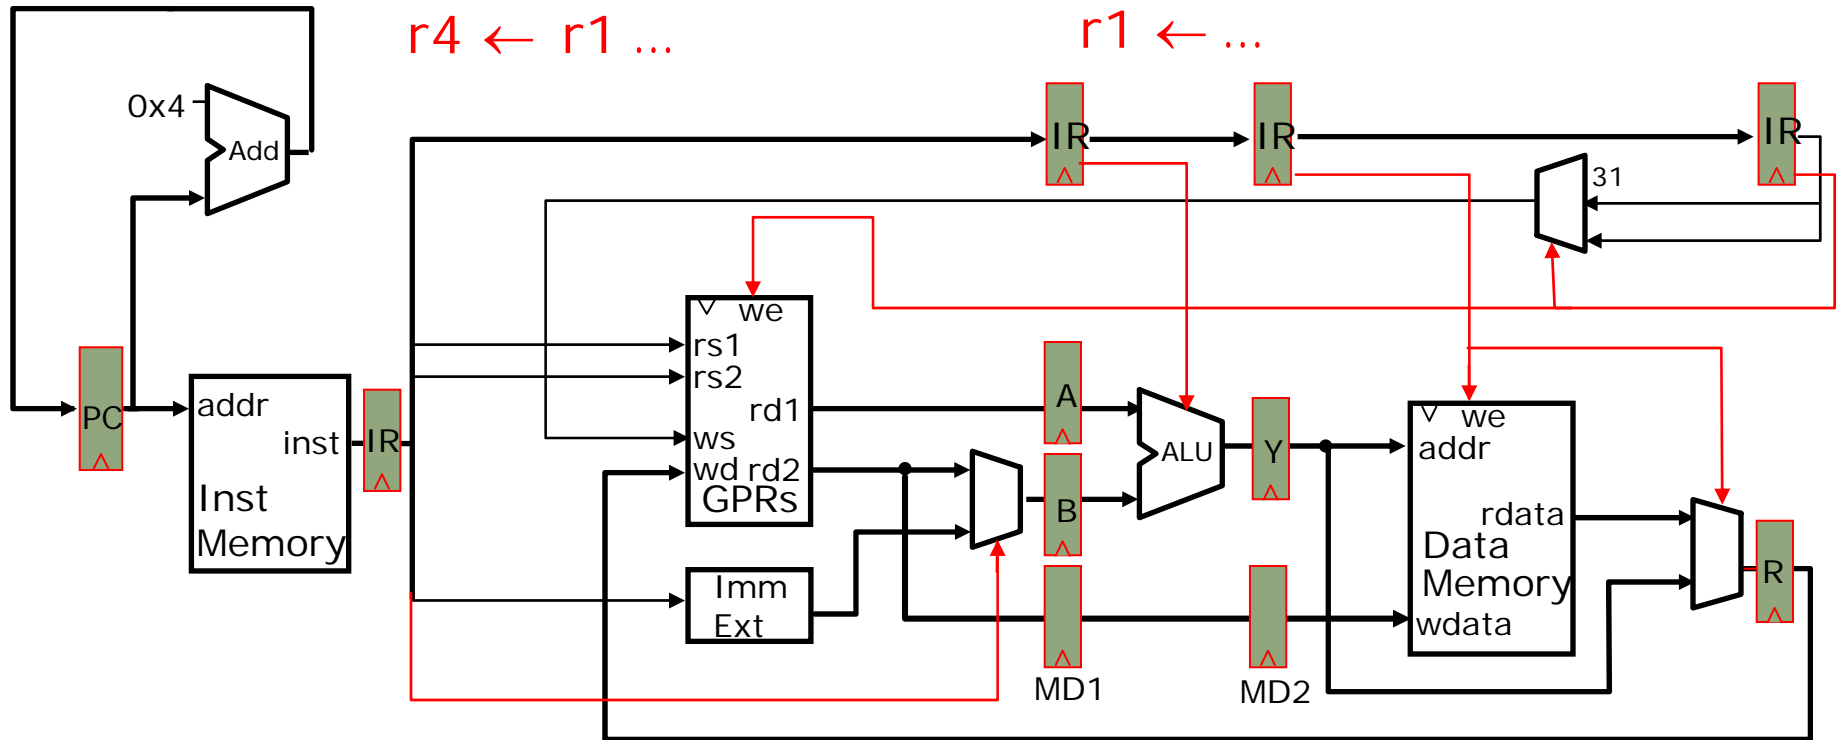 r4 ← r1 ...
r1 ← ...
0x4
Add
IR
IR
IR
31
we
rs1
rs2
rd1
ws
wd rd2
GPRs
PC
addr
inst
Inst
Memory
IR
A
B
ALU
Y
we
addr
rdata
Data
Memory
wdata
R
Imm
Ext
MD1
MD2